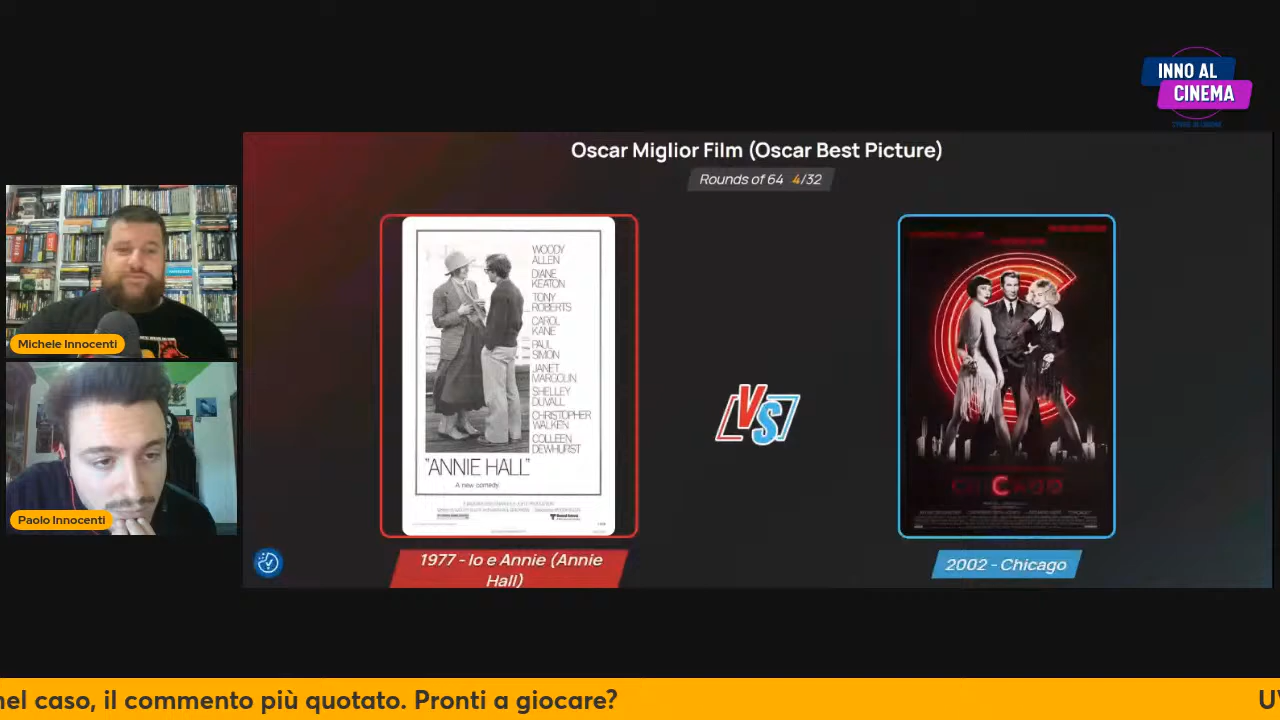 INNO AL
CINEMA
Oscar Miglior Film (Oscar Best Picture)
Rounds of 64 4/32
WOODY
ALLEN
DIANE
KEATON
TONY
ROBERTS
CAROL
KANE
PAUL
SIMON
JANET
MARGOLIN
SHELLEY
DUVALL
CHRISTOPHER
WALKEN
COLLEEN
DEWHURST
"ANNIE HALL"
A new comedy.
VS
CHICAGO
Michele Innocenti
Paolo Innocenti
1977 - Io e Annie (Annie
Hall)
2002 - Chicago
nel caso, il commento più quotato. Pronti a giocare?